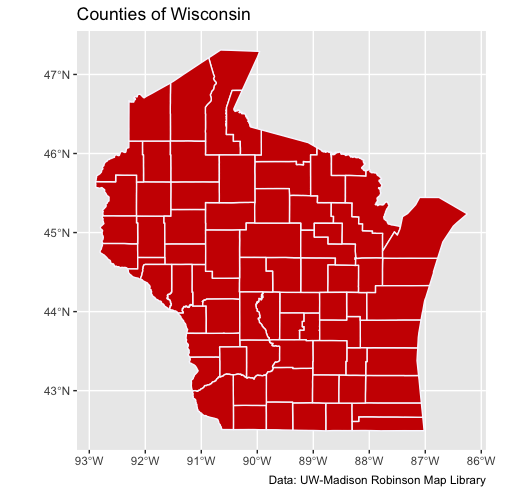 Counties of Wisconsin
47°N
46°N
45°N
44°N
43°N
93°W 92°W 91°W 90°W 89°W 88°W 87°W 86°W
Data: UW-Madison Robinson Map Library